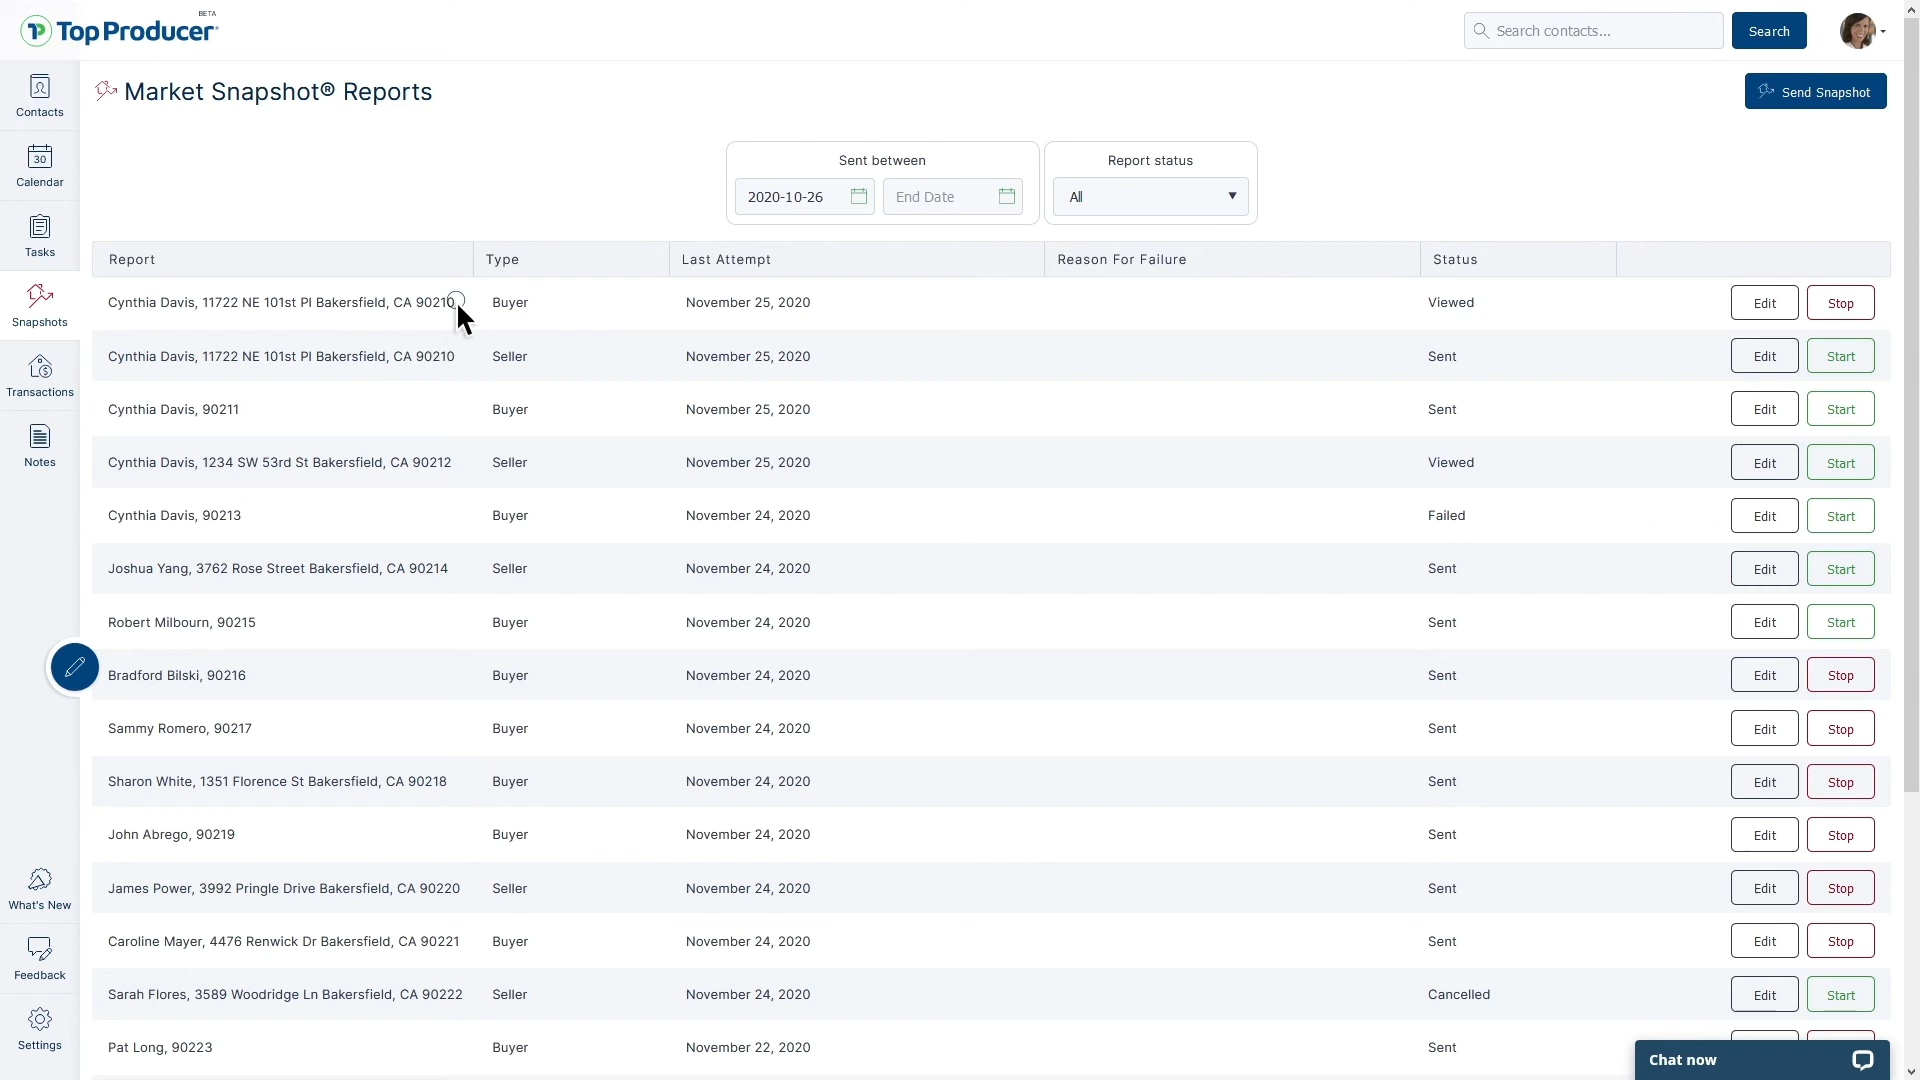 BETA
Top Producer
Search contacts...
Search
Contacts
30
Calendar
Tasks
Snapshots
Transactions
Notes
What's New
Feedback
Settings
Market Snapshot® Reports
Send Snapshot
Sent between
Report status
2020-10-26
End Date
All
Report Type Last Attempt Reason For Failure Status
Cynthia Davis, 11722 NE 101st Pl Bakersfield, CA 90210 Buyer November 25, 2020 Viewed Edit Stop
Cynthia Davis, 11722 NE 101st Pl Bakersfield, CA 90210 Seller November 25, 2020 Sent Edit Start
Cynthia Davis, 90211 Buyer November 25, 2020 Sent Edit Start
Cynthia Davis, 1234 SW 53rd St Bakersfield, CA 90212 Seller November 25, 2020 Viewed Edit Start
Cynthia Davis, 90213 Buyer November 24, 2020 Failed Edit Start
Joshua Yang, 3762 Rose Street Bakersfield, CA 90214 Seller November 24, 2020 Sent Edit Start
Robert Milbourn, 90215 Buyer November 24, 2020 Sent Edit Start
Bradford Bilski, 90216 Buyer November 24, 2020 Sent Edit Stop
Sammy Romero, 90217 Buyer November 24, 2020 Sent Edit Stop
Sharon White, 1351 Florence St Bakersfield, CA 90218 Buyer November 24, 2020 Sent Edit Stop
John Abrego, 90219 Buyer November 24, 2020 Sent Edit Stop
James Power, 3992 Pringle Drive Bakersfield, CA 90220 Seller November 24, 2020 Sent Edit Stop
Caroline Mayer, 4476 Renwick Dr Bakersfield, CA 90221 Buyer November 24, 2020 Sent Edit Stop
Sarah Flores, 3589 Woodridge Ln Bakersfield, CA 90222 Seller November 24, 2020 Cancelled Edit Start
Pat Long, 90223 Buyer November 22, 2020 Sent
Chat now